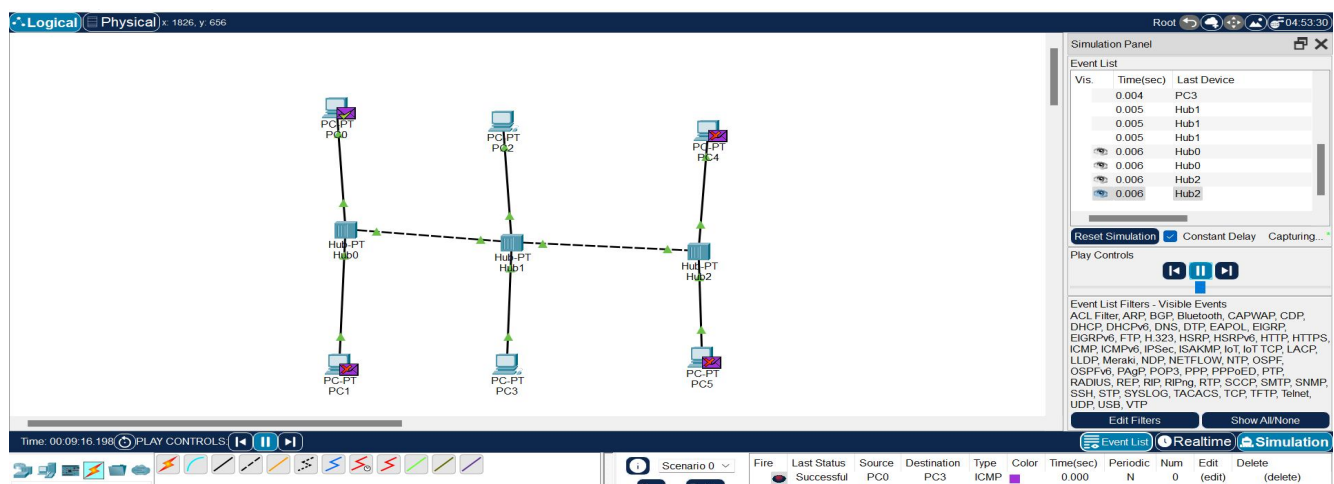 Logical Physical x: 1826, y: 656 Root 04:53:30
Simulation Panel
Event List
Vis. Time(sec) Last Device
0.004 PC3
0.005 Hub1
0.005 Hub1
0.005 Hub1
0.006 Hub0
0.006 Hub0
0.006 Hub2
0.006 Hub2
Reset Simulation Constant Delay Capturing...
Play Controls
Event List Filters - Visible Events
ACL Filter, ARP, BGP, Bluetooth, CAPWAP, CDP,
DHCP, DHCPv6, DNS, DTP, EAPOL, EIGRP,
EIGRPv6, FTP, H.323, HSRP, HSRPv6, HTTP, HTTPS,
ICMP, ICMPv6, IPSec, ISAKMP, IoT, IoT TCP, LACP,
LLDP, Meraki, NDP, NETFLOW, NTP, OSPF,
OSPFv6, PAgP, POP3, PPP, PPPoED, PTP,
RADIUS, REP, RIP, RIPng, RTP, SCCP, SMTP, SNMP,
SSH, STP, SYSLOG, TACACS, TCP, TFTP, Telnet,
UDP, USB, VTP
Edit Filters Show All/None
PC-PT
PC0
PC-PT
PC2
PC-PT
PC4
Hub-PT
Hub0
Hub-PT
Hub1
Hub-PT
Hub2
PC-PT
PC1
PC-PT
PC3
PC-PT
PC5
Time: 00:09:16.198 PLAY CONTROLS: Event List Realtime Simulation
Scenario 0
Fire Last Status Source Destination Type Color Time(sec) Periodic Num Edit Delete
Successful PC0 PC3 ICMP 0.000 N 0 (edit) (delete)